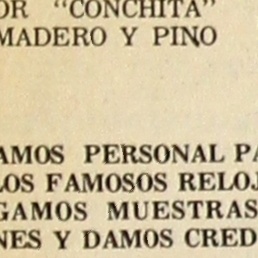 OR "CONCHITA"
MADERO Y PINO
AMOS PERSONAL PA
LOS FAMOSOS RELOJ
GAMOS MUESTRAS
NES Y DAMOS CRED